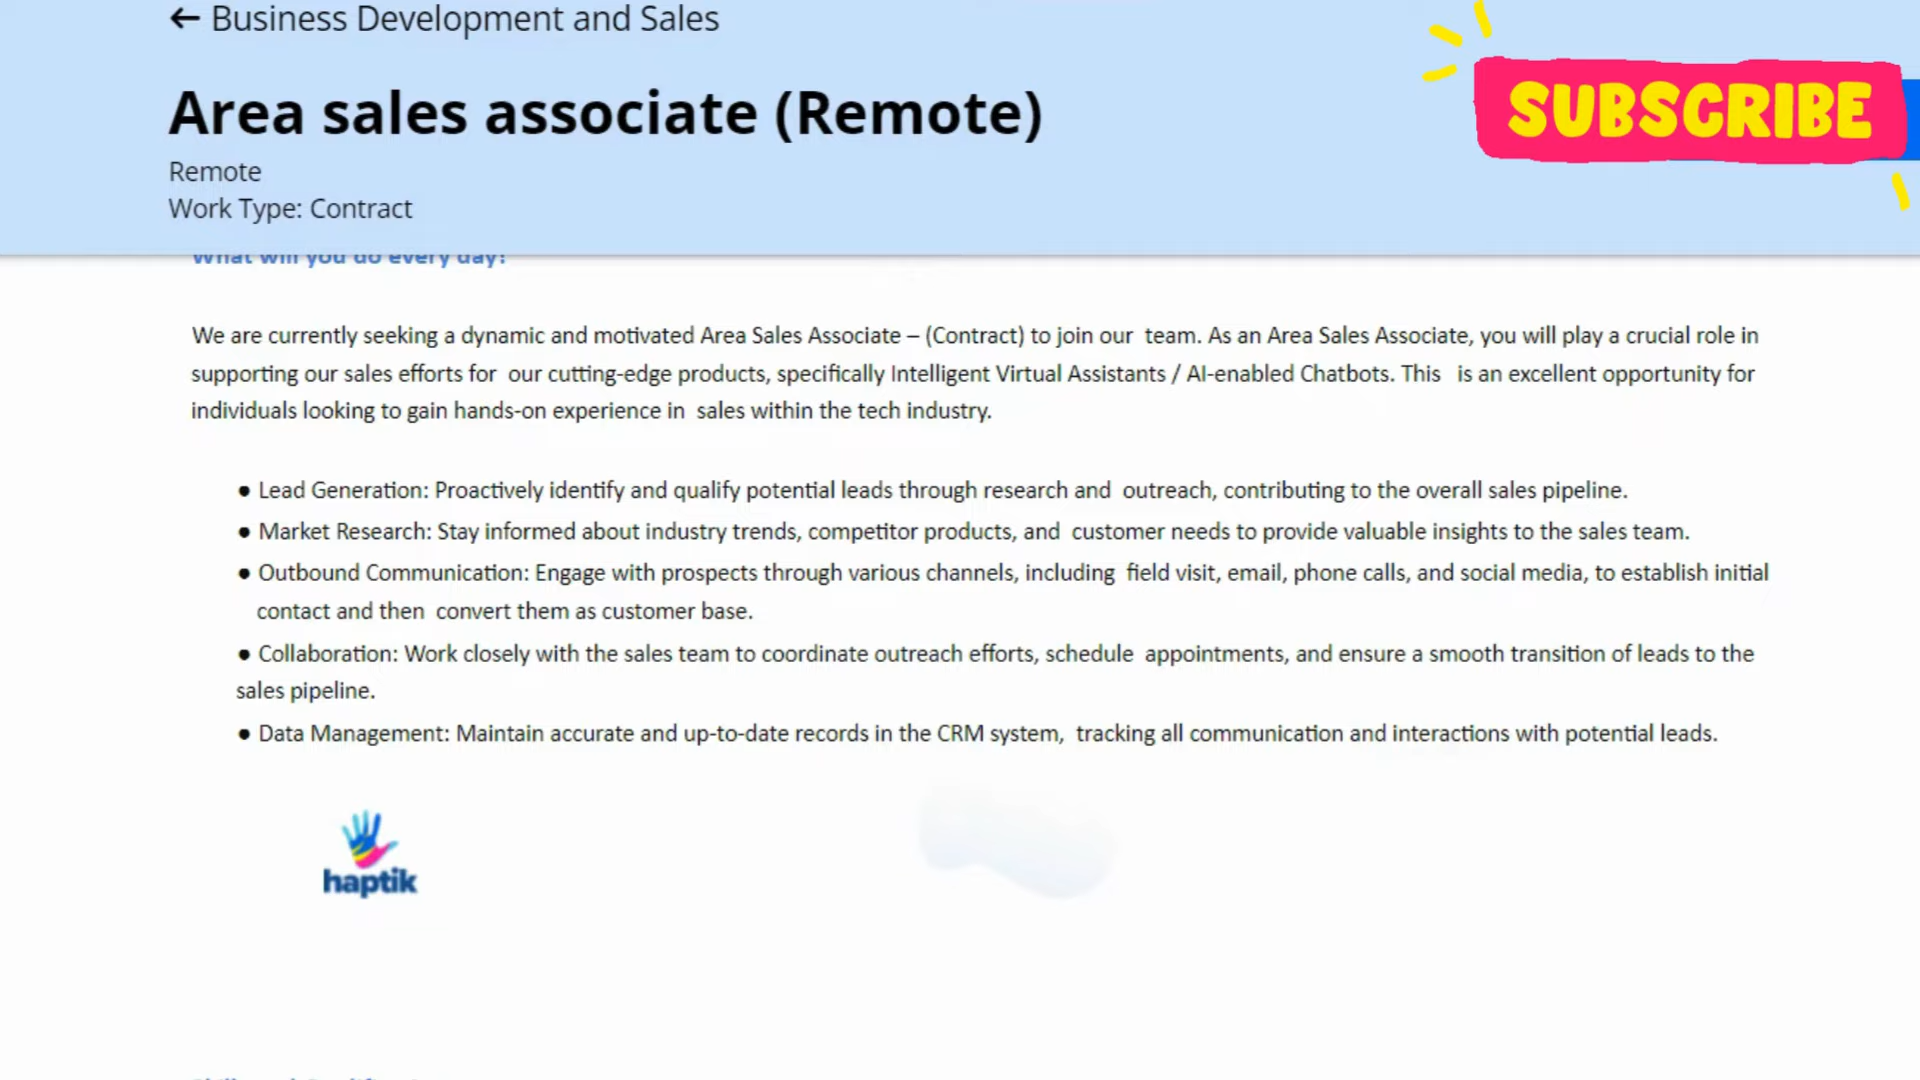 ← Business Development and Sales
SUBSCRIBE
Area sales associate (Remote)
Remote
Work Type: Contract
What will you do every day?
We are currently seeking a dynamic and motivated Area Sales Associate – (Contract) to join our team. As an Area Sales Associate, you will play a crucial role in
supporting our sales efforts for our cutting-edge products, specifically Intelligent Virtual Assistants / AI-enabled Chatbots. This is an excellent opportunity for
individuals looking to gain hands-on experience in sales within the tech industry.
● Lead Generation: Proactively identify and qualify potential leads through research and outreach, contributing to the overall sales pipeline.
● Market Research: Stay informed about industry trends, competitor products, and customer needs to provide valuable insights to the sales team.
● Outbound Communication: Engage with prospects through various channels, including field visit, email, phone calls, and social media, to establish initial
contact and then convert them as customer base.
● Collaboration: Work closely with the sales team to coordinate outreach efforts, schedule appointments, and ensure a smooth transition of leads to the
sales pipeline.
● Data Management: Maintain accurate and up-to-date records in the CRM system, tracking all communication and interactions with potential leads.
haptik